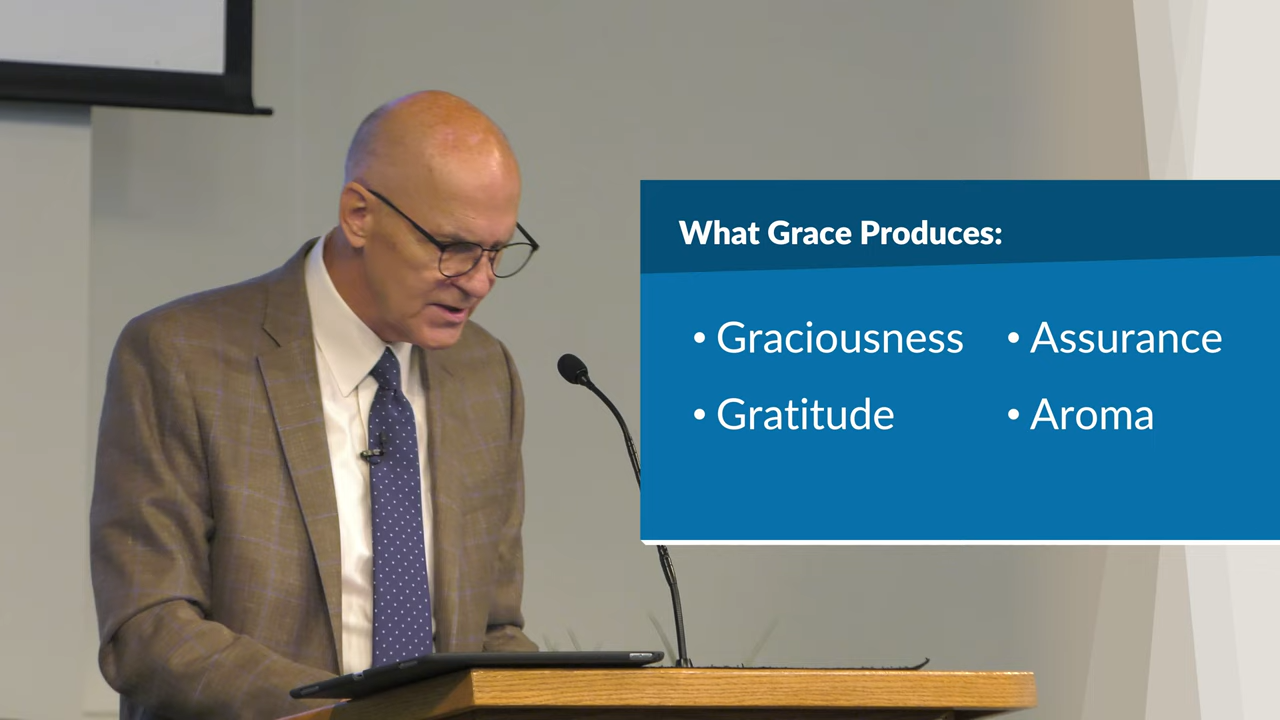 What Grace Produces:
• Graciousness
• Gratitude
• Assurance
• Aroma